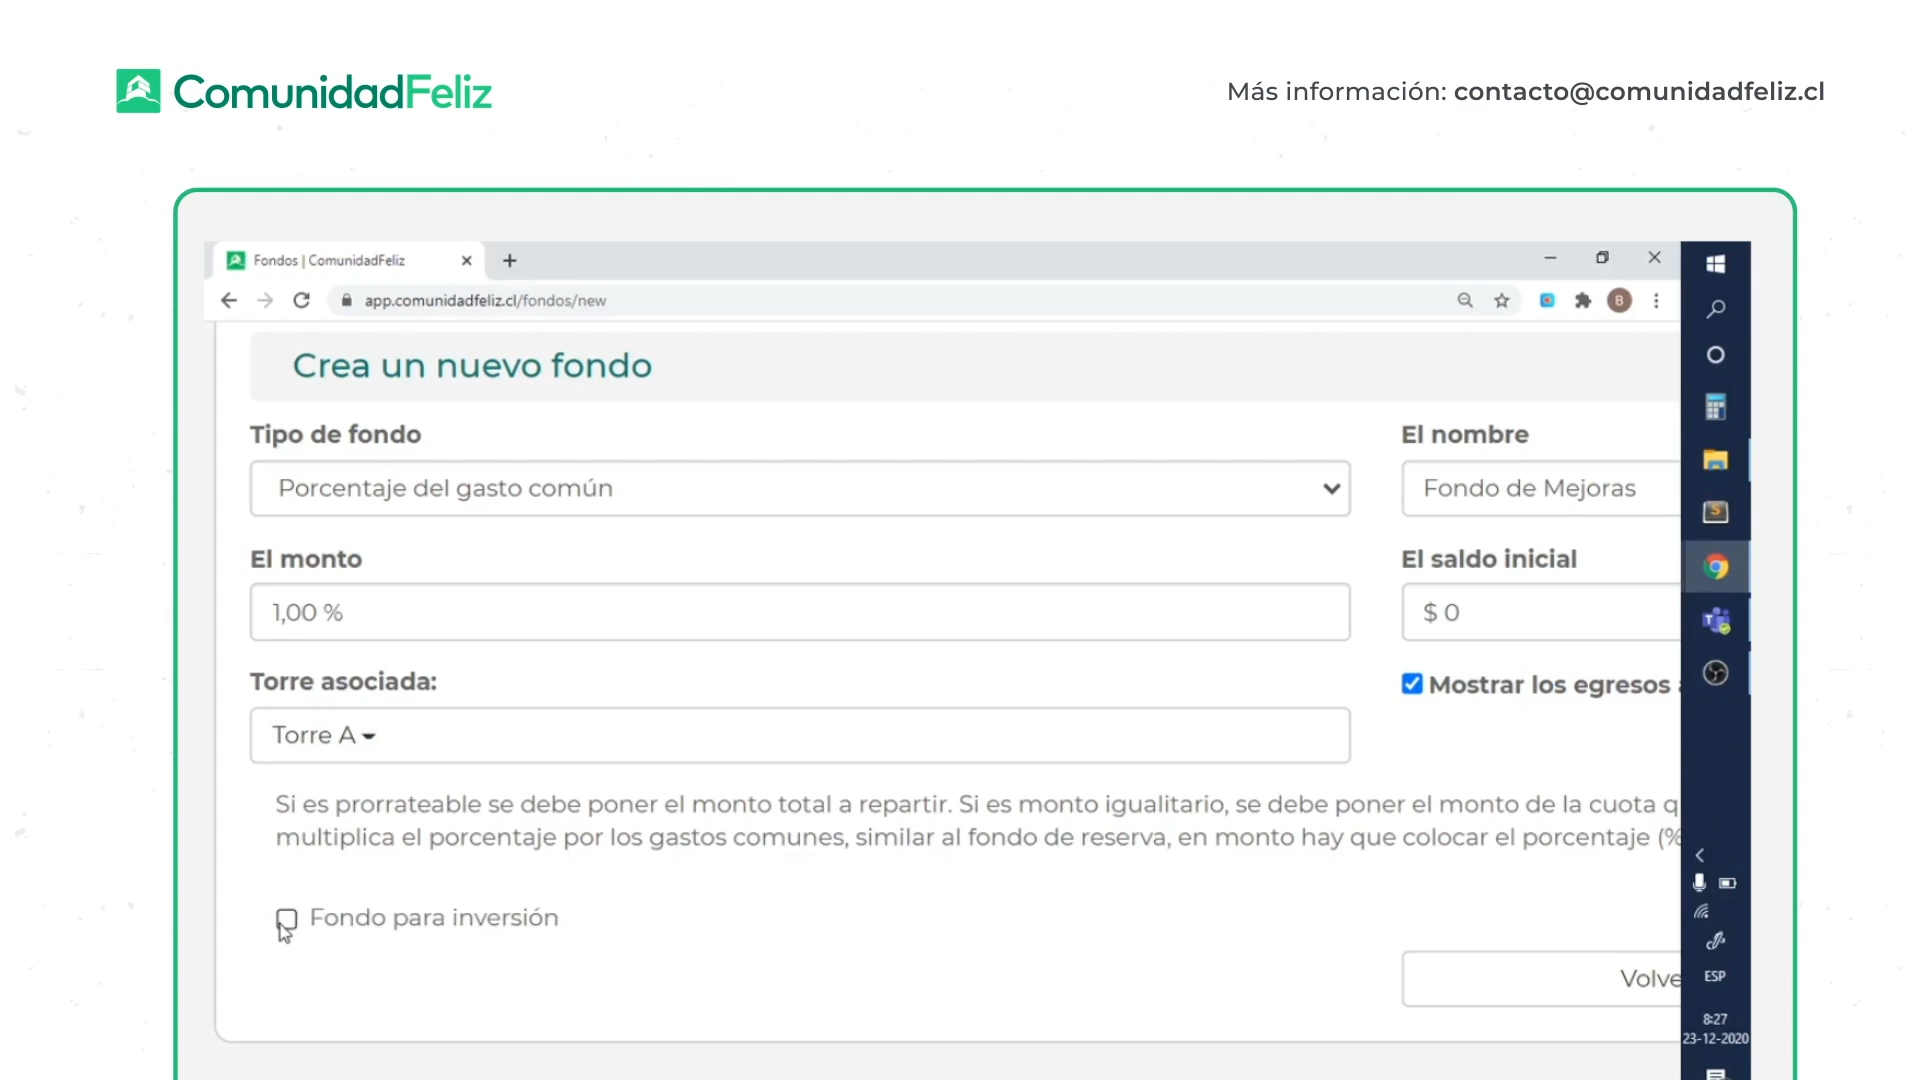 ComunidadFeliz
Más información: contacto@comunidadfeliz.cl
Fondos | ComunidadFeliz
app.comunidadfeliz.cl/fondos/new
B
Crea un nuevo fondo
Tipo de fondo
El nombre
Porcentaje del gasto común
Fondo de Mejoras
El monto
El saldo inicial
1,00 %
$ 0
Torre asociada:
Mostrar los egresos
Torre A
Si es prorrateable se debe poner el monto total a repartir. Si es monto igualitario, se debe poner el monto de la cuota q
multiplica el porcentaje por los gastos comunes, similar al fondo de reserva, en monto hay que colocar el porcentaje (%
Fondo para inversión
Volve
ESP
8:27
23-12-2020